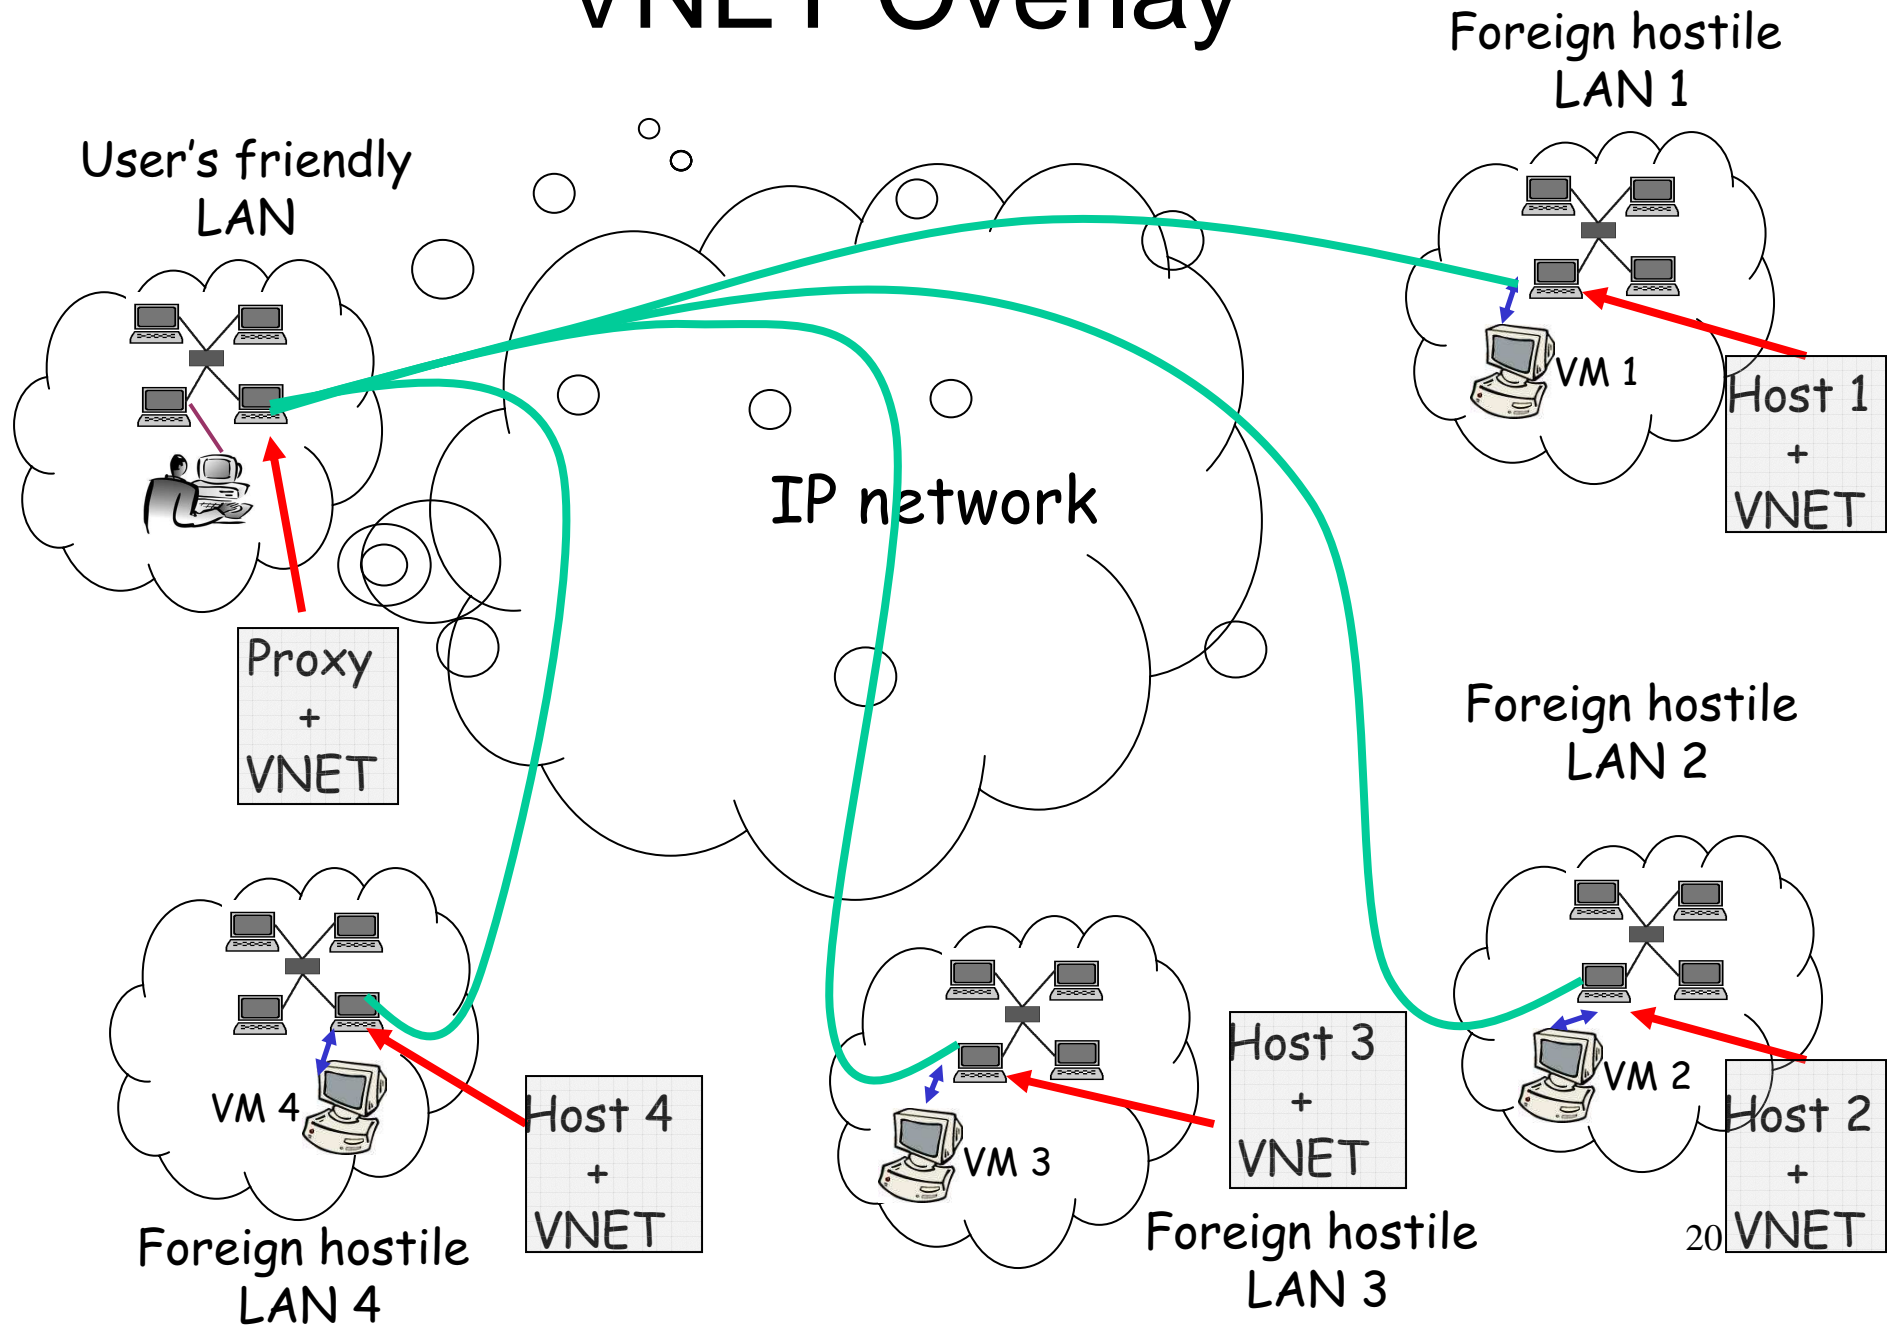 VNET Overlay
Foreign hostile
LAN 1
User's friendly
LAN
VM 1
Host 1
+
VNET
IP network
Proxy
+
VNET
Foreign hostile
LAN 2
VM 2
Host 2
+
VNET
Host 3
+
VNET
VM 3
Foreign hostile
LAN 3
VM 4
Host 4
+
VNET
Foreign hostile
LAN 4
20